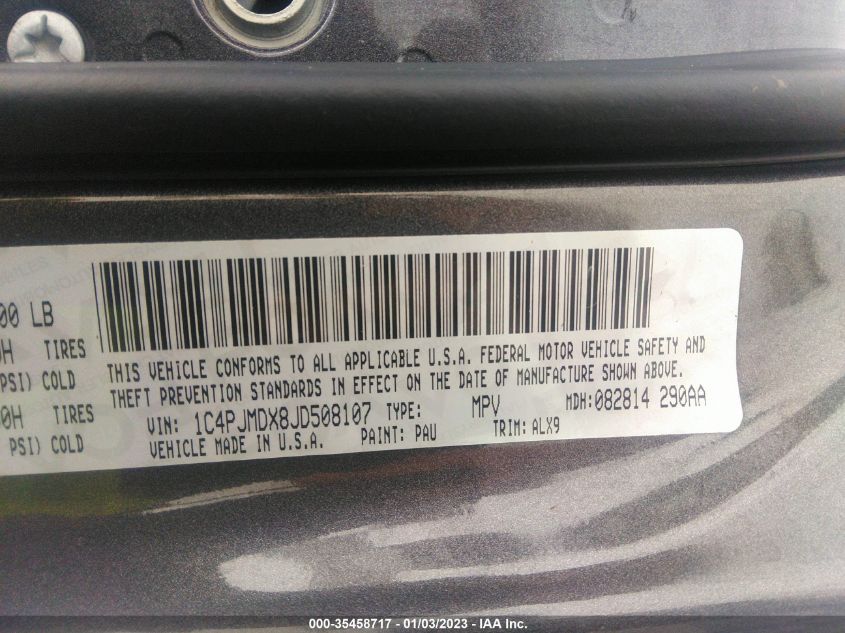 00 LB
H TIRES
PSI) COLD
0H TIRES
PSI) COLD
THIS VEHICLE CONFORMS TO ALL APPLICABLE U.S.A. FEDERAL MOTOR VEHICLE SAFETY AND
THEFT PREVENTION STANDARDS IN EFFECT ON THE DATE OF MANUFACTURE SHOWN ABOVE.
VIN: 1C4PJMDX8JD508107 TYPE: MPV MDH:082814 290AA
VEHICLE MADE IN U.S.A. PAINT: PAU TRIM: ALX9
000-35458717 - 01/03/2023 - IAA Inc.